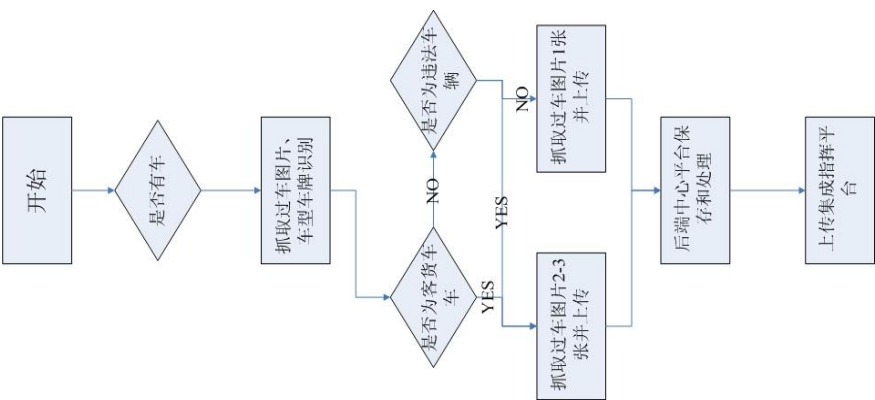 开始
是否有车
抓取过车图片、
车型车牌识别
是否为客货车
车
NO
YES
是否为违法车
辆
YES
NO
抓取过车图片2-3
张并上传
抓取过车图片1张
并上传
后端中心平台保
存和处理
上传集成指挥平
台